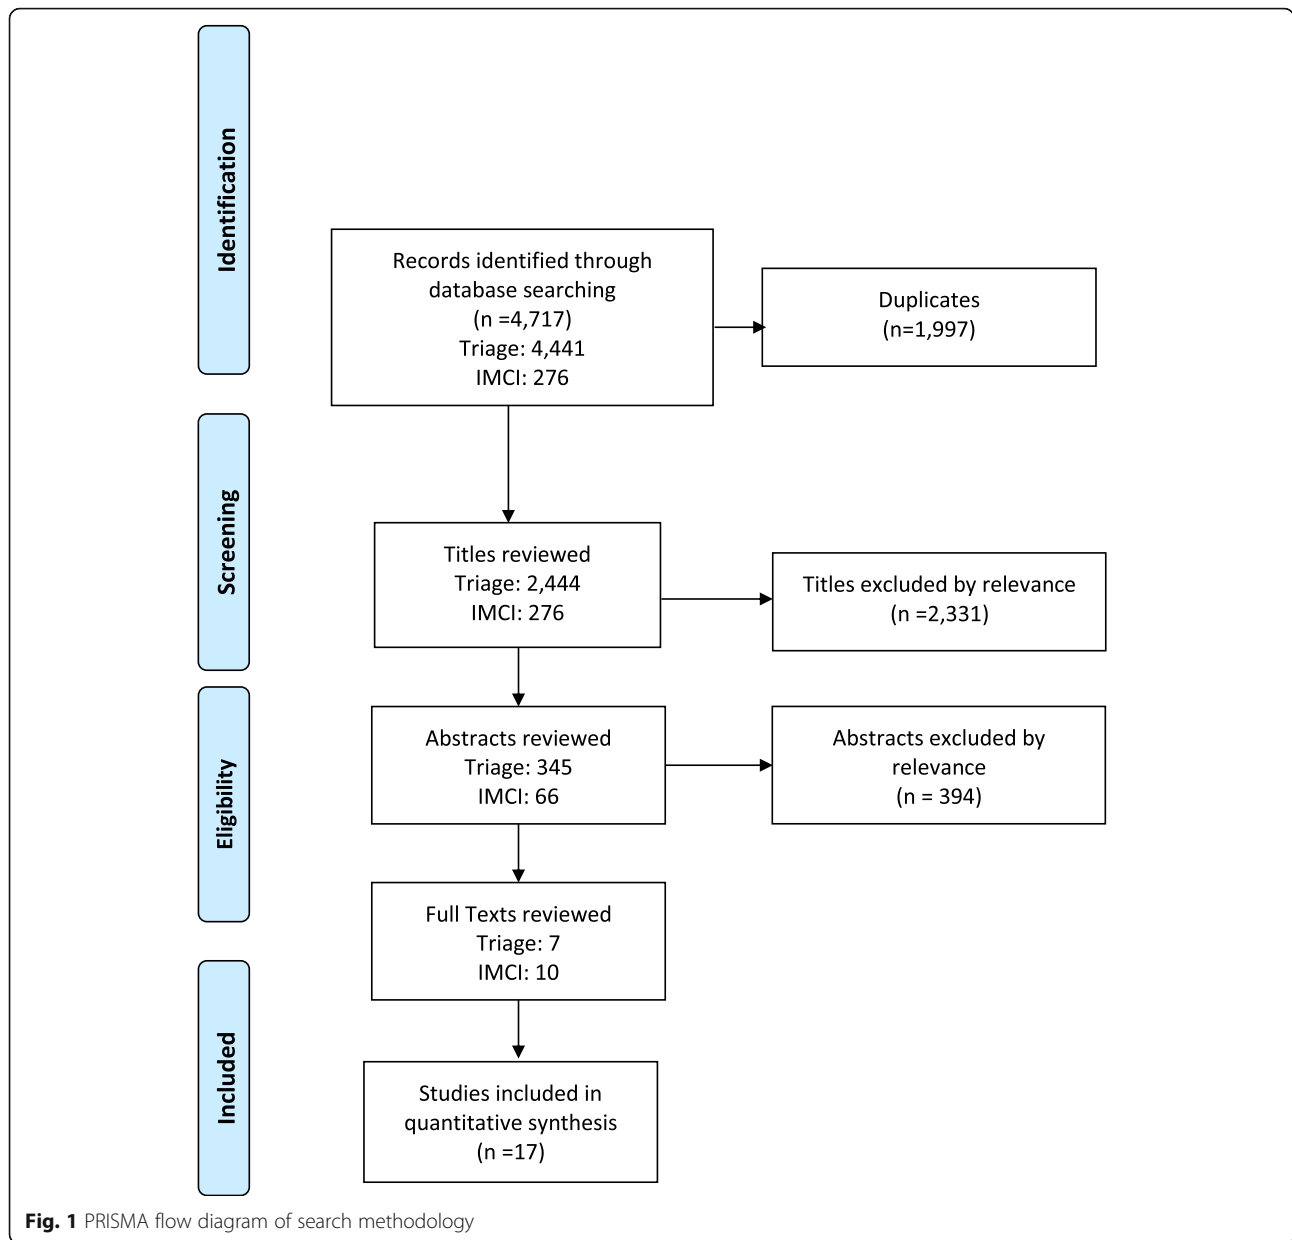 Identification
Records identified through
database searching
(n =4,717)
Triage: 4,441
IMCI: 276
Duplicates
(n=1,997)
Screening
Titles reviewed
Triage: 2,444
IMCI: 276
Titles excluded by relevance
(n =2,331)
Eligibility
Abstracts reviewed
Triage: 345
IMCI: 66
Abstracts excluded by
relevance
(n = 394)
Full Texts reviewed
Triage: 7
IMCI: 10
Included
Studies included in
quantitative synthesis
(n =17)
Fig. 1 PRISMA flow diagram of search methodology